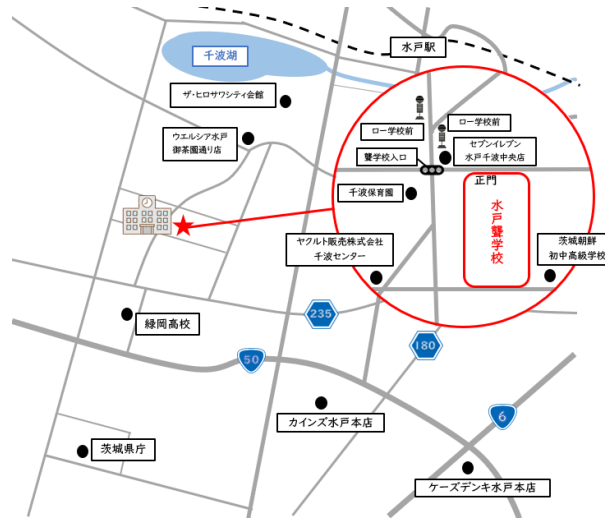 水戸駅
千波湖
ザ・ヒロサワシティ会館
ロー学校前
ロー学校前
ウエルシア水戸
御茶園通り店
聾学校入口
セブンイレブン
水戸千波中央店
正門
千波保育園
水戸聾学校
ヤクルト販売株式会社
千波センター
茨城朝鮮
初中高級学校
235
緑岡高校
180
50
カインズ水戸本店
6
茨城県庁
ケーズデンキ水戸本店